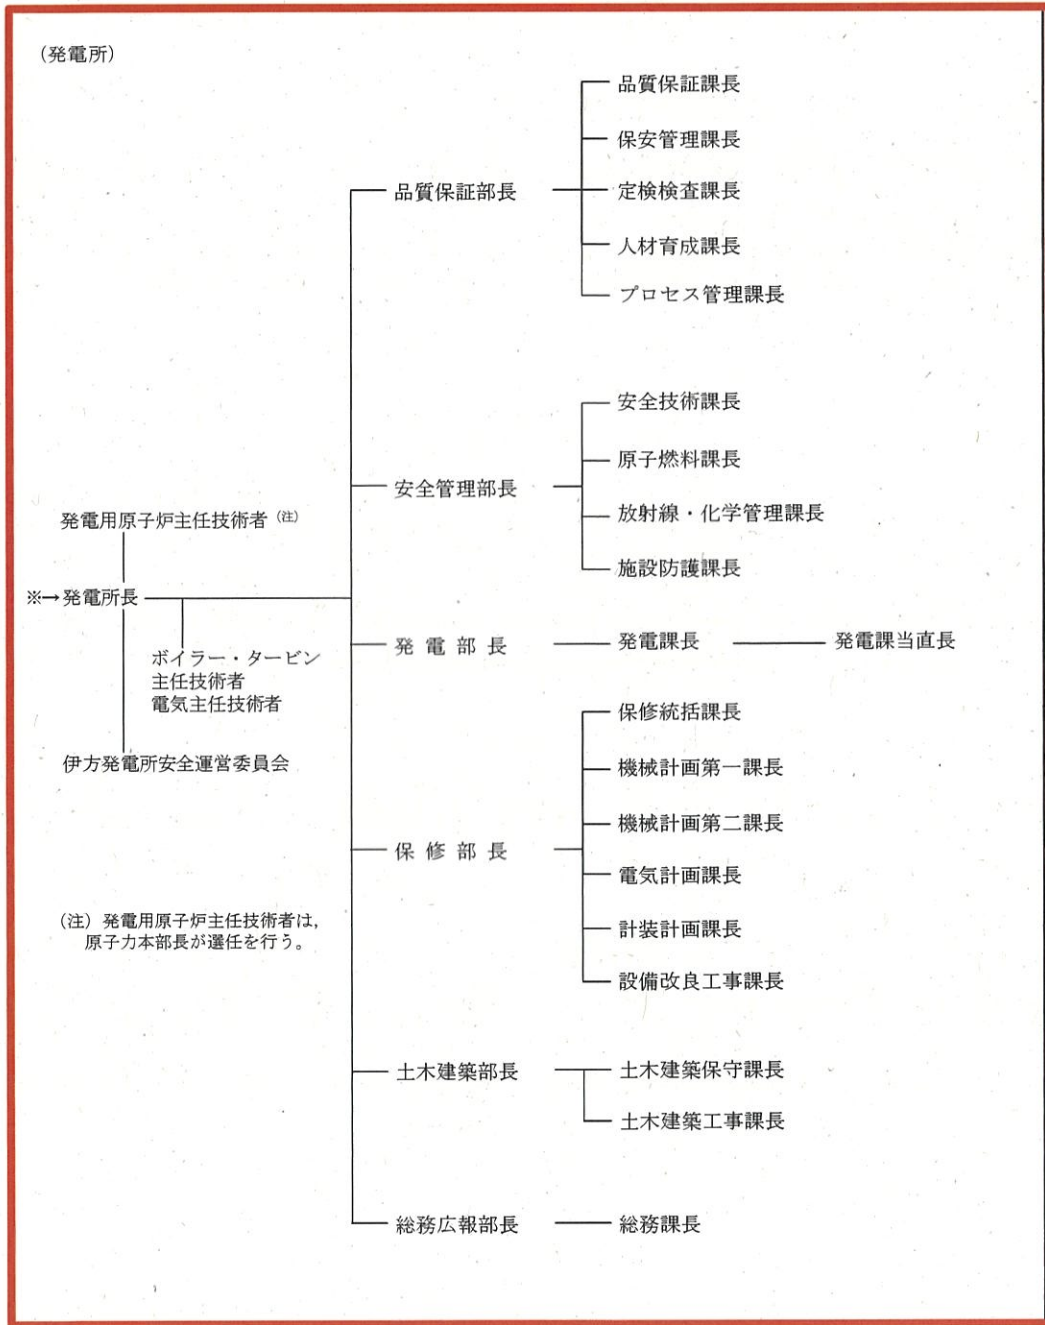 (発電所)
品質保証課長
保安管理課長
品質保証部長
定検検査課長
人材育成課長
プロセス管理課長
安全技術課長
原子燃料課長
安全管理部長
放射線・化学管理課長
施設防護課長
発電用原子炉主任技術者(注)
※→発電所長
ボイラー・タービン
主任技術者
電気主任技術者
伊方発電所安全運営委員会
発電部長
発電課長
発電課当直長
保修統括課長
機械計画第一課長
機械計画第二課長
保修部長
電気計画課長
計装計画課長
設備改良工事課長
(注)発電用原子炉主任技術者は,
原子力本部長が選任を行う。
土木建築部長
土木建築保守課長
土木建築工事課長
総務広報部長
総務課長